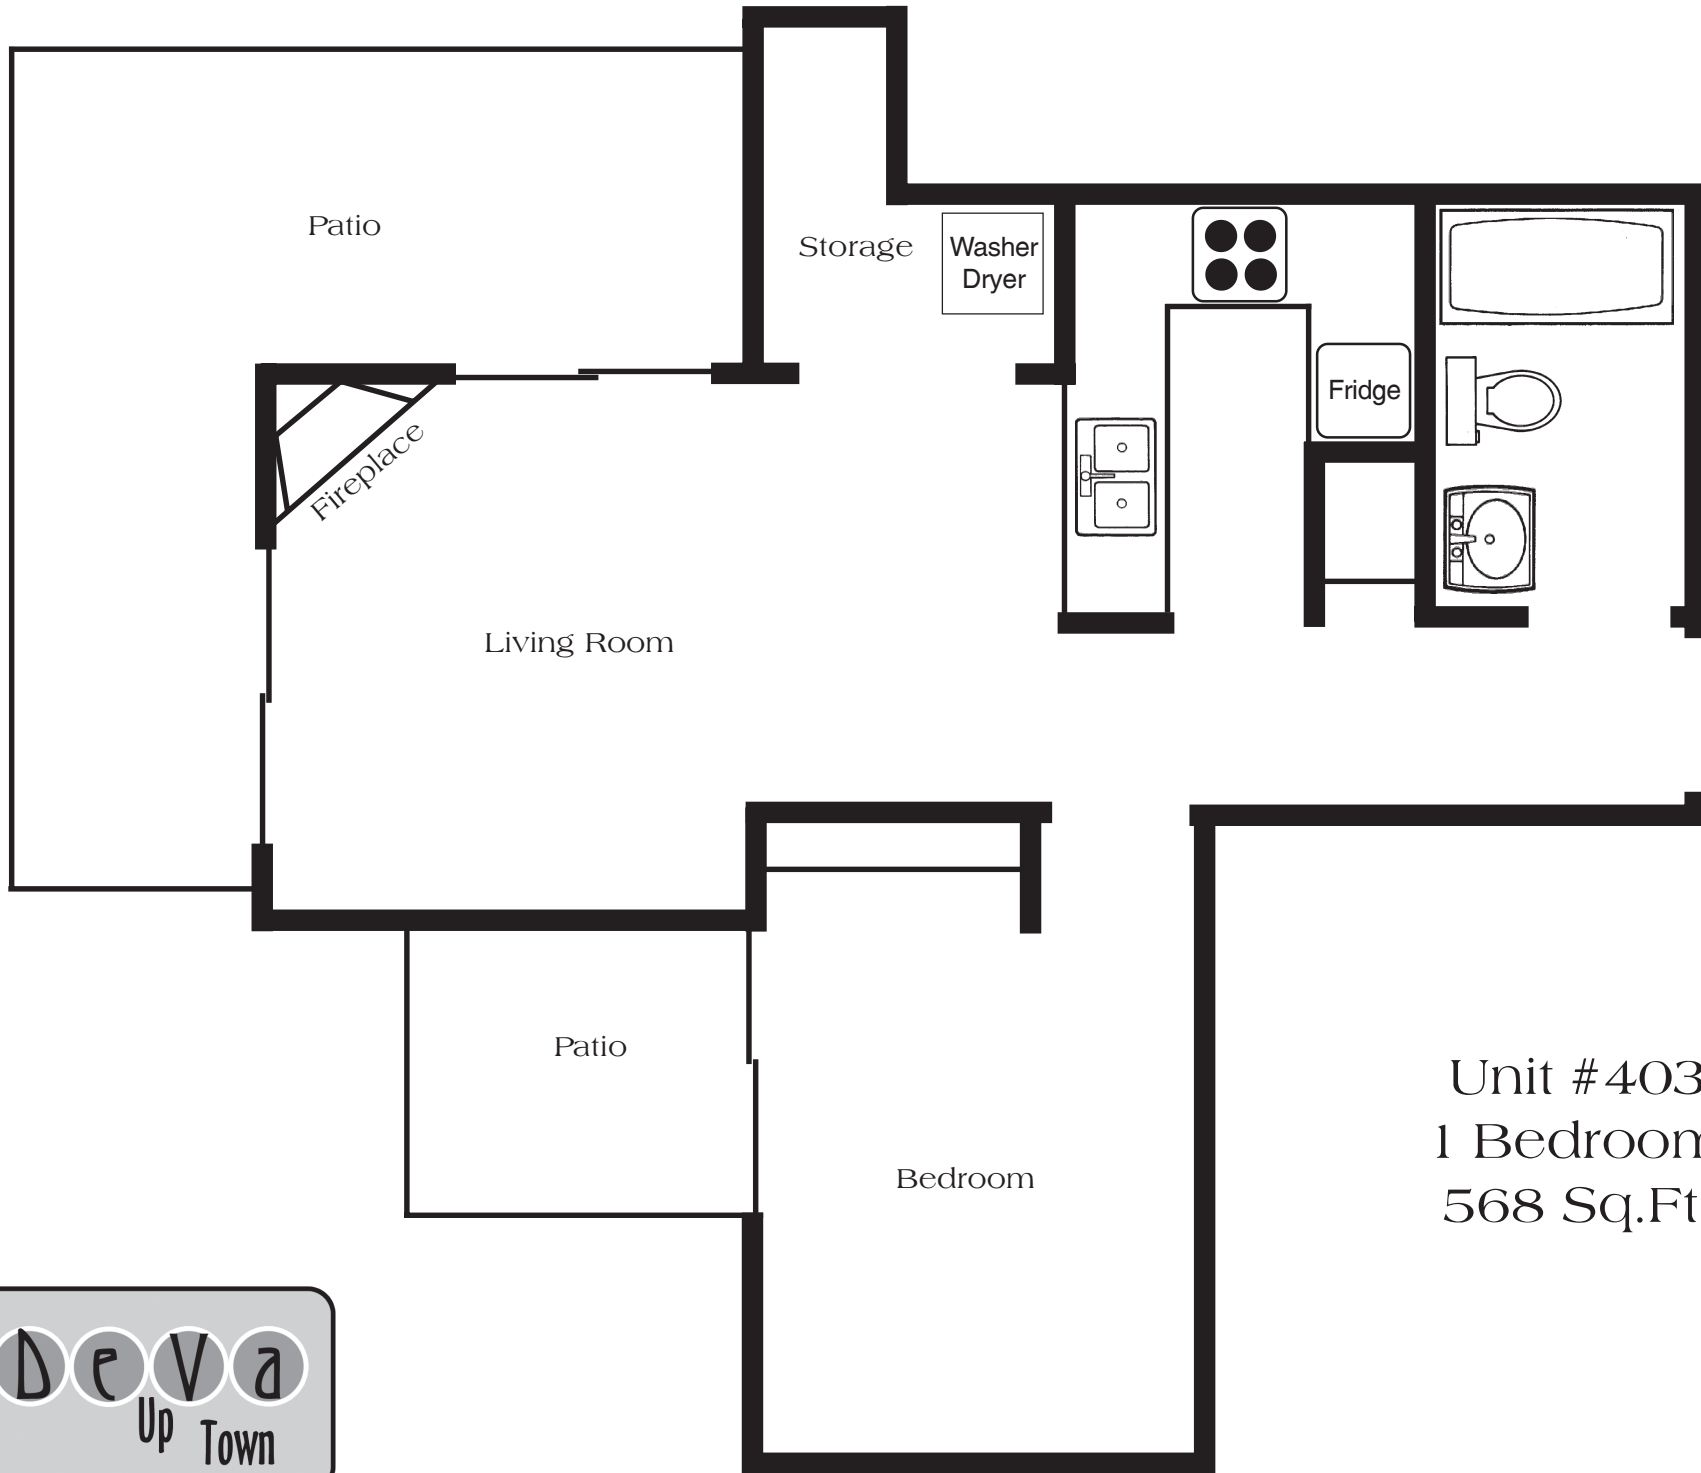 Patio
Storage
Washer
Dryer
Fridge
Fireplace
Living Room
Patio
Bedroom
Unit #403
1 Bedroom
568 Sq.Ft
Deva
Up
Town